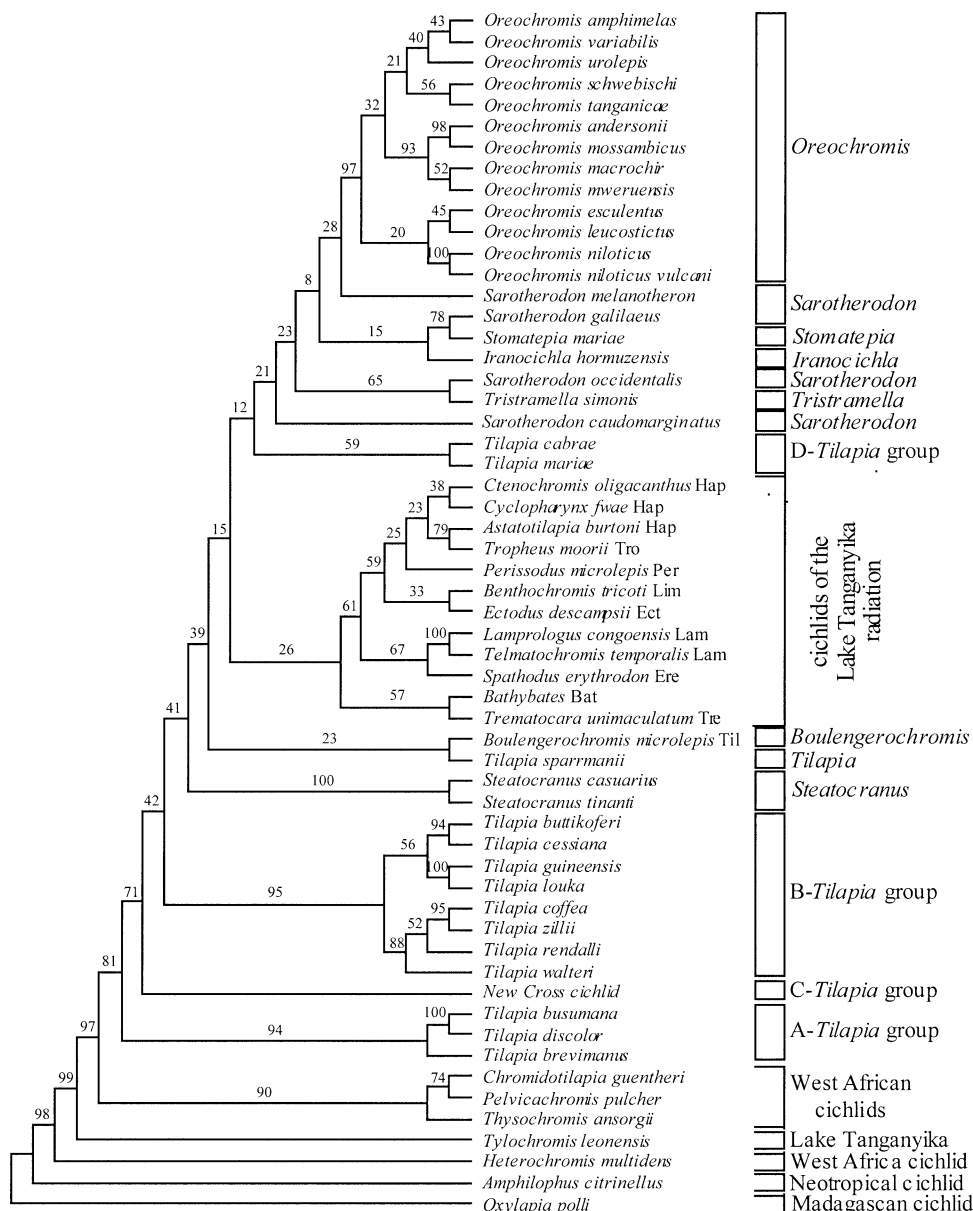 43 Oreochromis amphimelas
40 Oreochromis variabilis
21 Oreochromis urolepis
56 Oreochromis schwebischi
Oreochromis tanganicae
32
98 Oreochromis andersonii
93 Oreochromis mossambicus
Oreochromis
52 Oreochromis macrochir
97
Oreochromis mweruensis
45 Oreochromis esculentus
28 20 Oreochromis leucostictus
100 Oreochromis niloticus
Oreochromis niloticus vulcani
8
Sarotherodon melanotheron
Sarotherodon
78 Sarotherodon galilaeus
23 15 Stomatepia mariae Stomatepia
Iranocichla hormuzensis Iranocichla
21 65 Sarotherodon occidentalis Sarotherodon
Tristramella simonis Tristramella
12 Sarotherodon caudomarginatus Sarotherodon
59 Tilapia cabrae D-Tilapia group
Tilapia mariae
38 Ctenochromis oligacanthus Hap
23 Cyclopharynx fwae Hap
15 25 79 Astatotilapia burtoni Hap
Tropheus moorii Tro
59 Perissodus microlepis Per
33 Benthochromis tricoti Lim
61 Ectodus descampsii Ect
cichlids of the
Lake Tanganyika
radiation
39 100 Lamprologus congoensis Lam
26 67 Telmatochromis temporalis Lam
Spathodus erythrodon Ere
57 Bathybates Bat
41 Trematocara unimaculatum Tre
23 Boulengerochromis microlepis Til Boulengerochromis
Tilapia sparrmanii Tilapia
100 Steatocranus casuarius Steatocranus
42 Steatocranus tinanti
94 Tilapia buttikoferi
56 Tilapia cessiana
100 Tilapia guineensis
71 95 Tilapia louka B-Tilapia group
95 Tilapia coffea
52 Tilapia zillii
88 Tilapia rendalli
81 Tilapia walteri
New Cross cichlid C-Tilapia group
100 Tilapia busumana
97 94 Tilapia discolor A-Tilapia group
Tilapia brevimanus
99 74 Chromidotilapia guentheri West African
90 Pelvicachromis pulcher cichlids
98 Thysochromis ansorgii
Tylochromis leonensis Lake Tanganyika
Heterochromis multidens West Africa cichlid
Amphilophus citrinellus Neotropical cichlid
Oxylapia polli Madagascan cichlid